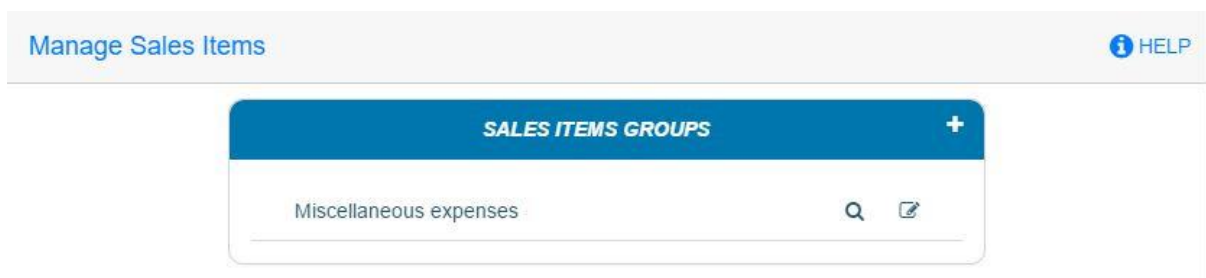 Manage Sales Items
HELP
SALES ITEMS GROUPS
Miscellaneous expenses